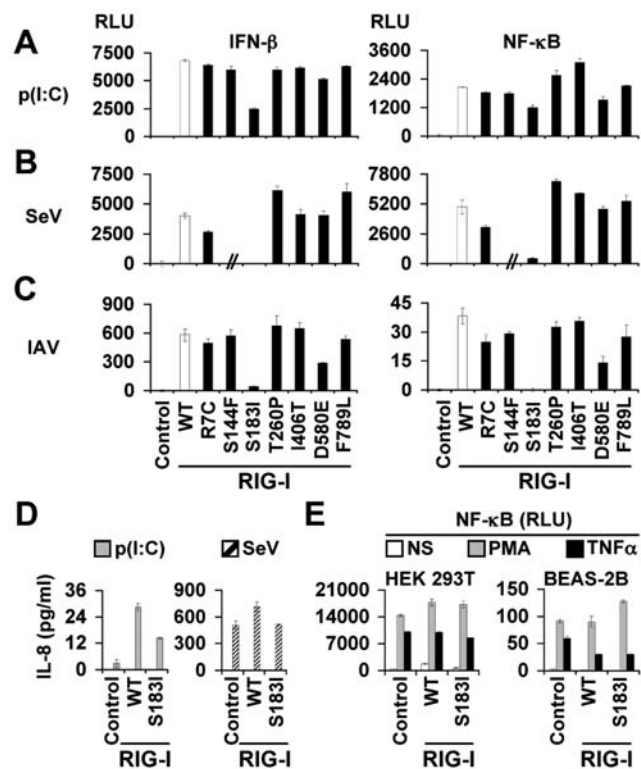 RLU RLU
A IFN-β NF-κB
p(I:C)
7500
5000
2500
0
3600
2400
1200
0
B
SeV
7500
5000
2500
0
7800
5200
2600
0
C
IAV
900
600
300
0
45
30
15
0
Control WT R7C S144F S183I T260P I406T D580E F789L
Control WT R7C S144F S183I T260P I406T D580E F789L
RIG-I RIG-I
D
p(I:C) SeV
IL-8 (pg/ml)
36
24
12
0
900
600
300
0
Control WT S183I
Control WT S183I
RIG-I RIG-I
E
NF-κB (RLU)
NS PMA TNFα
HEK 293T BEAS-2B
21000
14000
7000
0
150
100
50
0
Control WT S183I
Control WT S183I
RIG-I RIG-I